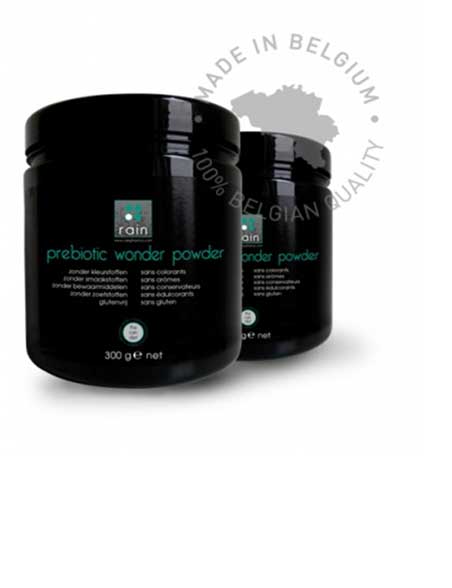 MADE IN BELGIUM
100% BELGIAN QUALITY
rain
prebiotic wonder powder
zonder kleurstoffen sans colorants
zonder smaakstoffen sans arômes
zonder bewaarmiddelen sans conservateurs
zonder zoetstoffen sans édulcorants
glutenvrij sans gluten
300 g ℮ net
rain
wonder powder
sans colorants
sans arômes
sans conservateurs
sans édulcorants
sans gluten
g ℮ net